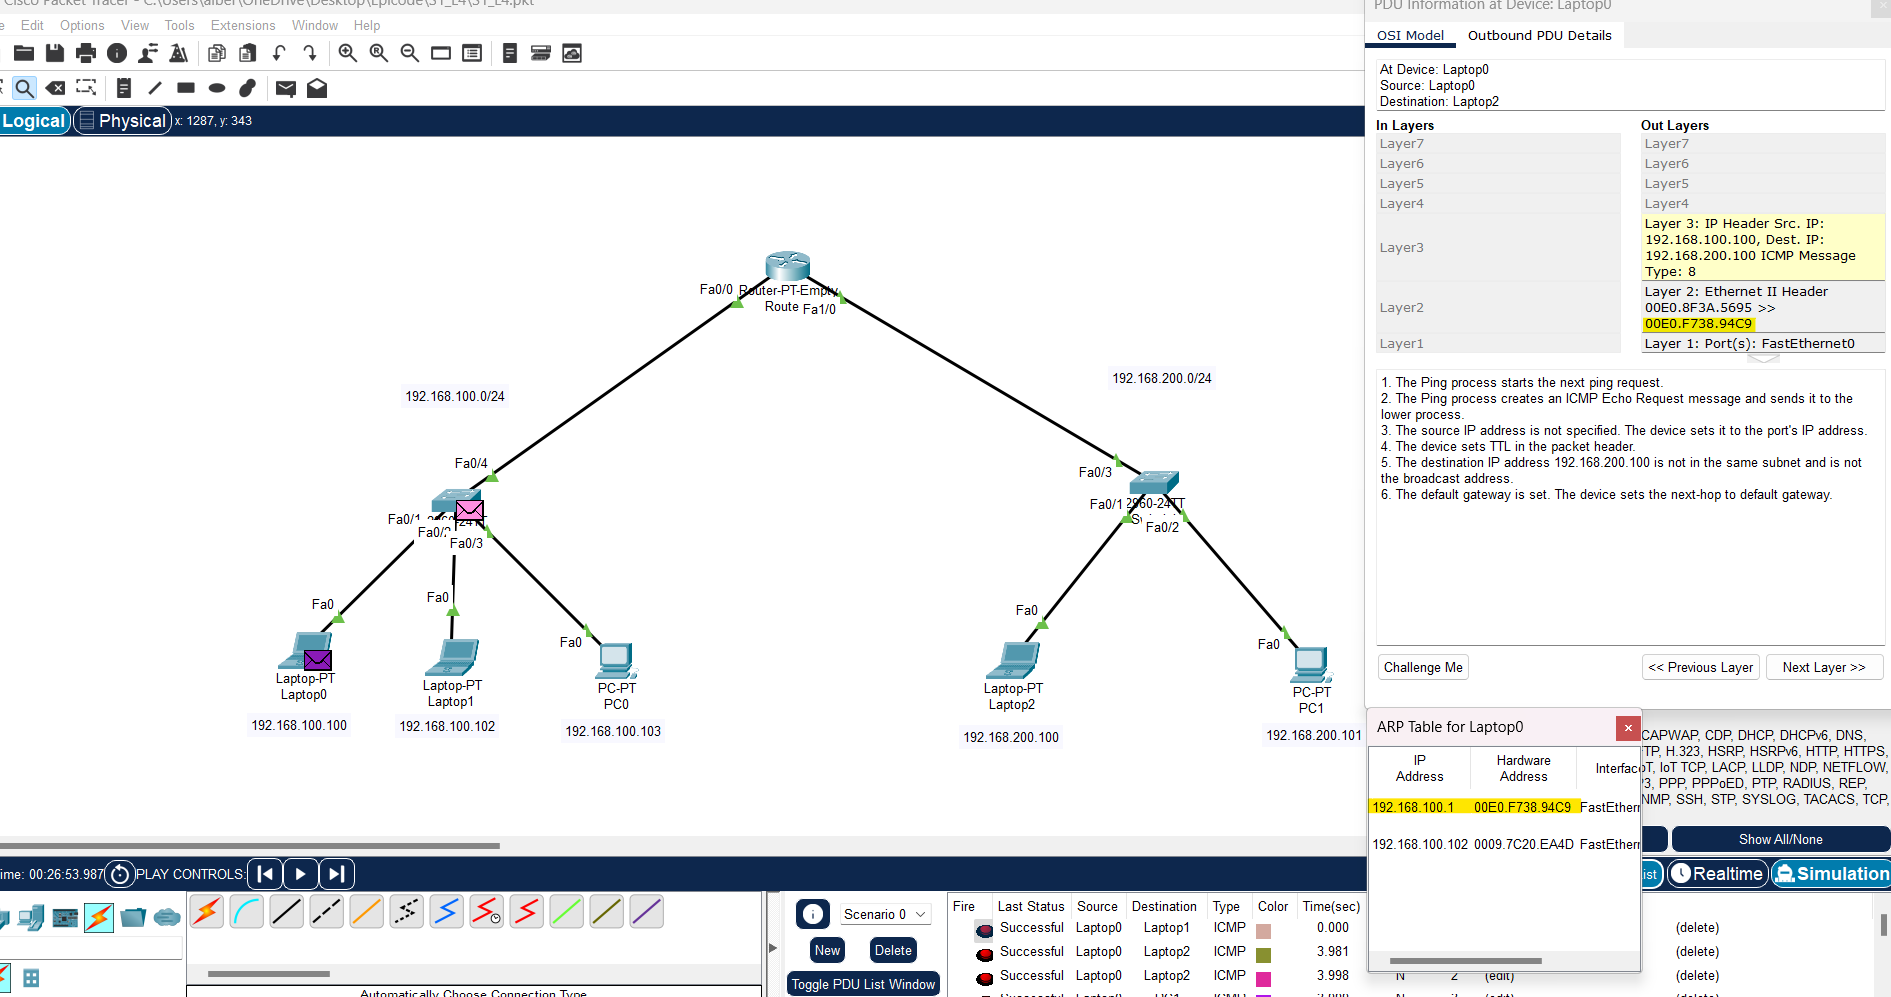 Cisco Packet Tracer - C:\Users\alber\OneDrive\Desktop\Epicode\S1_L4\S1_L4.pkt
Edit Options View Tools Extensions Window Help
Logical Physical x: 1287, y: 343
Fa0/0 Router-PT-Empty
Route Fa1/0
192.168.100.0/24
192.168.200.0/24
Fa0/4
Fa0/1
Fa0/3
Fa0/3
Fa0/1 2960-24TT
Fa0/2
Fa0
Fa0
Fa0
Fa0
Fa0
Laptop-PT
Laptop0
192.168.100.100
Laptop-PT
Laptop1
192.168.100.102
PC-PT
PC0
192.168.100.103
Laptop-PT
Laptop2
192.168.200.100
PC-PT
PC1
192.168.200.101
PDU Information at Device: Laptop0
OSI Model Outbound PDU Details
At Device: Laptop0
Source: Laptop0
Destination: Laptop2
In Layers
Layer7
Layer6
Layer5
Layer4
Layer3
Layer2
Layer1
Out Layers
Layer7
Layer6
Layer5
Layer4
Layer 3: IP Header Src. IP:
192.168.100.100, Dest. IP:
192.168.200.100 ICMP Message
Type: 8
Layer 2: Ethernet II Header
00E0.8F3A.5695 >>
00E0.F738.94C9
Layer 1: Port(s): FastEthernet0
1. The Ping process starts the next ping request.
2. The Ping process creates an ICMP Echo Request message and sends it to the
lower process.
3. The source IP address is not specified. The device sets it to the port's IP address.
4. The device sets TTL in the packet header.
5. The destination IP address 192.168.200.100 is not in the same subnet and is not
the broadcast address.
6. The default gateway is set. The device sets the next-hop to default gateway.
Challenge Me << Previous Layer Next Layer >>
ARP Table for Laptop0
IP
Address
Hardware
Address
Interfac
192.168.100.1 00E0.F738.94C9 FastEthern
192.168.100.102 0009.7C20.EA4D FastEthern
CAPWAP, CDP, DHCP, DHCPv6, DNS,
TP, H.323, HSRP, HSRPv6, HTTP, HTTPS,
T, IoT TCP, LACP, LLDP, NDP, NETFLOW,
3, PPP, PPPoED, PTP, RADIUS, REP,
NMP, SSH, STP, SYSLOG, TACACS, TCP,
Show All/None
ist Realtime Simulation
ime: 00:26:53.987 PLAY CONTROLS:
Scenario 0
New Delete
Toggle PDU List Window
Automatically Choose Connection Type
Fire Last Status Source Destination Type Color Time(sec)
Successful Laptop0 Laptop1 ICMP 0.000 (delete)
Successful Laptop0 Laptop2 ICMP 3.981 (delete)
Successful Laptop0 Laptop2 ICMP 3.998 N 2 (edit) (delete)